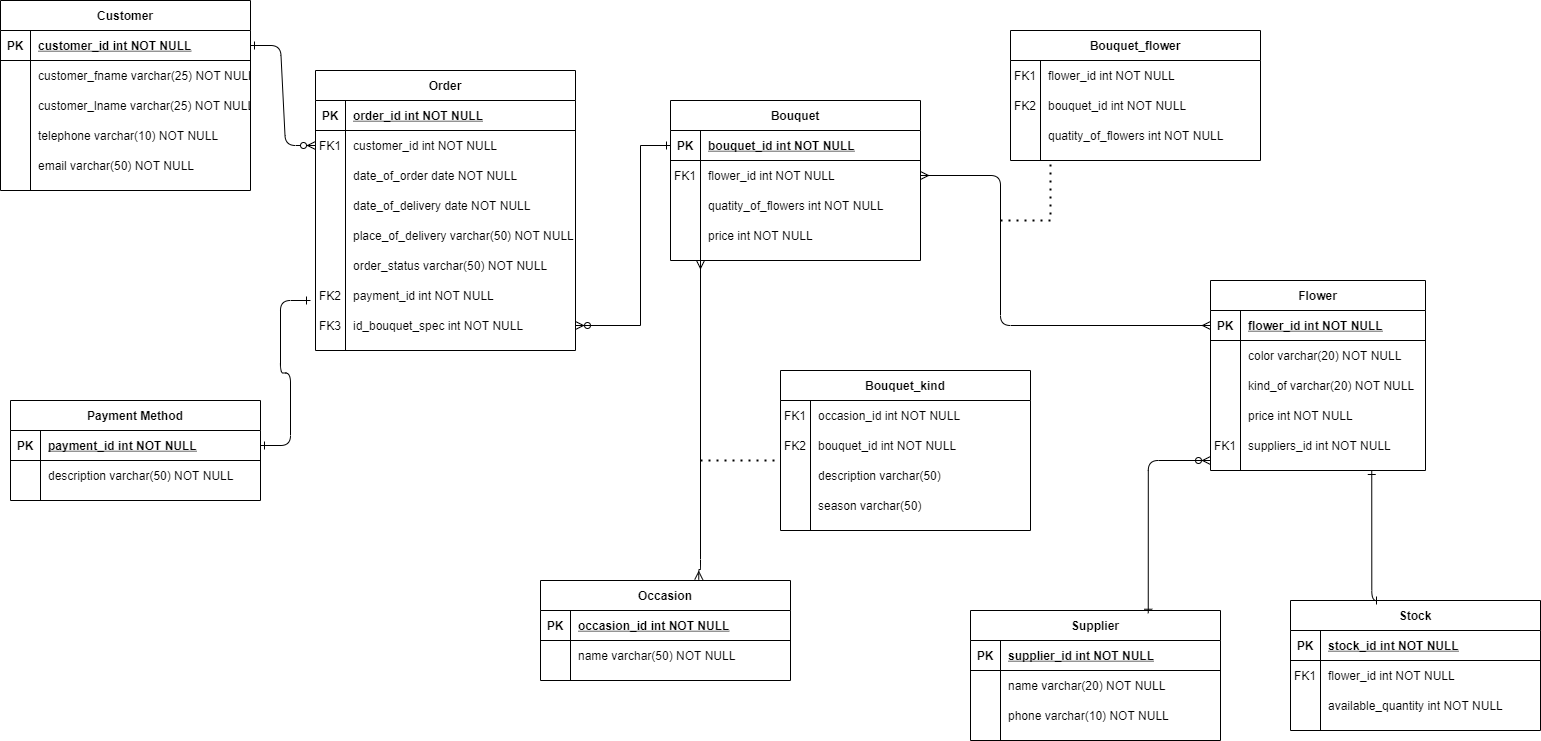 Customer
PK customer_id int NOT NULL
customer_fname varchar(25) NOT NULL
customer_lname varchar(25) NOT NULL
telephone varchar(10) NOT NULL
email varchar(50) NOT NULL
Order
PK order_id int NOT NULL
FK1 customer_id int NOT NULL
date_of_order date NOT NULL
date_of_delivery date NOT NULL
place_of_delivery varchar(50) NOT NULL
order_status varchar(50) NOT NULL
FK2 payment_id int NOT NULL
FK3 id_bouquet_spec int NOT NULL
Bouquet
PK bouquet_id int NOT NULL
FK1 flower_id int NOT NULL
quatity_of_flowers int NOT NULL
price int NOT NULL
Bouquet_flower
FK1 flower_id int NOT NULL
FK2 bouquet_id int NOT NULL
quatity_of_flowers int NOT NULL
Flower
PK flower_id int NOT NULL
color varchar(20) NOT NULL
kind_of varchar(20) NOT NULL
price int NOT NULL
FK1 suppliers_id int NOT NULL
Payment Method
PK payment_id int NOT NULL
description varchar(50) NOT NULL
Bouquet_kind
FK1 occasion_id int NOT NULL
FK2 bouquet_id int NOT NULL
description varchar(50)
season varchar(50)
Occasion
PK occasion_id int NOT NULL
name varchar(50) NOT NULL
Supplier
PK supplier_id int NOT NULL
name varchar(20) NOT NULL
phone varchar(10) NOT NULL
Stock
PK stock_id int NOT NULL
FK1 flower_id int NOT NULL
available_quantity int NOT NULL